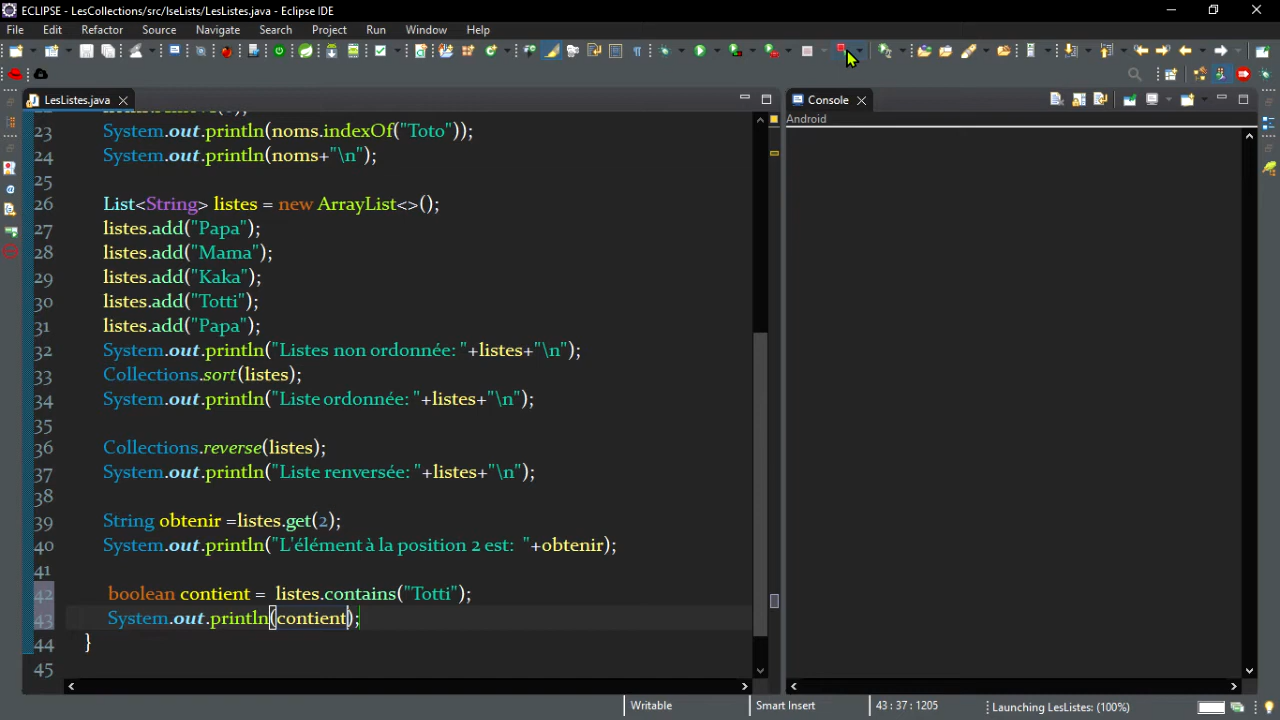 ECLIPSE - LesCollections/src/lseLists/LesListes.java - Eclipse IDE
File Edit Refactor Source Navigate Search Project Run Window Help
LesListes.java
Console
Android
23 System.out.println(noms.indexOf("Toto"));
24 System.out.println(noms+"\n");
25
26 List<String> listes = new ArrayList<>();
27 listes.add("Papa");
28 listes.add("Mama");
29 listes.add("Kaka");
30 listes.add("Totti");
31 listes.add("Papa");
32 System.out.println("Listes non ordonnée: "+listes+"\n");
33 Collections.sort(listes);
34 System.out.println("Liste ordonnée: "+listes+"\n");
35
36 Collections.reverse(listes);
37 System.out.println("Liste renversée: "+listes+"\n");
38
39 String obtenir =listes.get(2);
40 System.out.println("L'élément à la position 2 est:  "+obtenir);
41
42 boolean contient =  listes.contains("Totti");
43 System.out.println(contient);
44 }
45
Writable Smart Insert 43 : 37 : 1205 Launching LesListes: (100%)